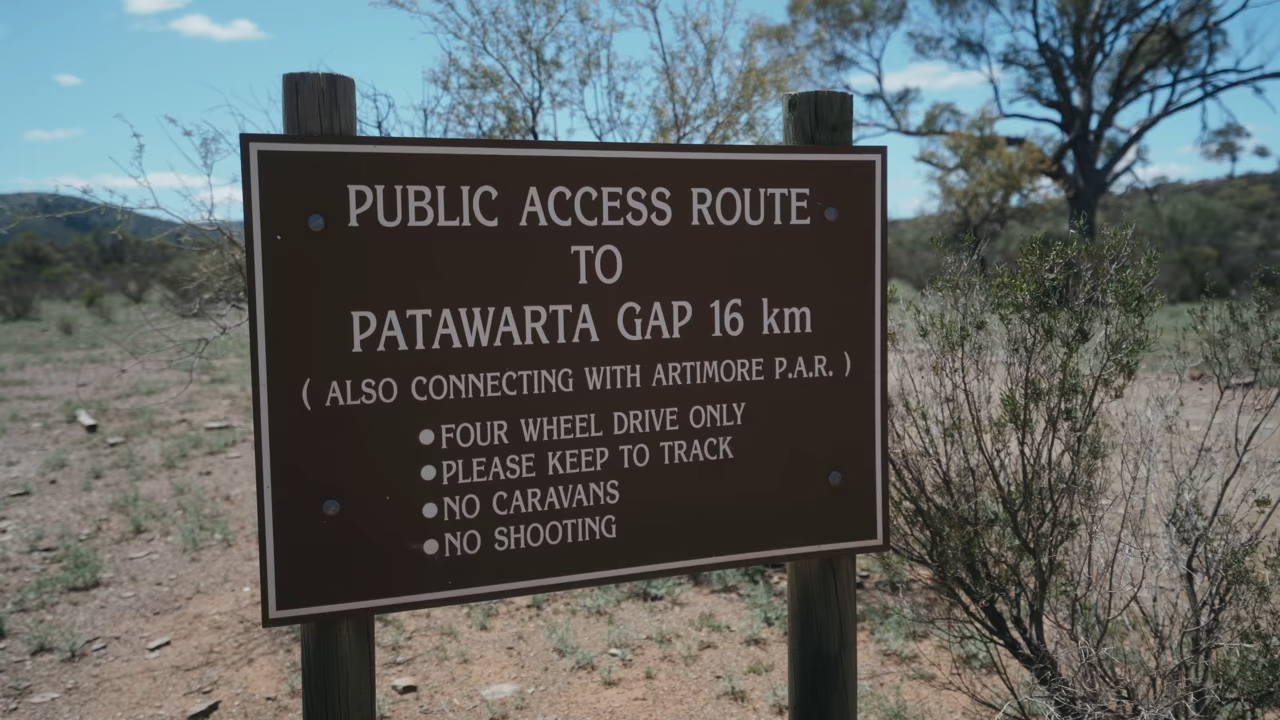 PUBLIC ACCESS ROUTE
TO
PATAWARTA GAP 16 km
( ALSO CONNECTING WITH ARTIMORE P.A.R. )
● FOUR WHEEL DRIVE ONLY
● PLEASE KEEP TO TRACK
● NO CARAVANS
● NO SHOOTING